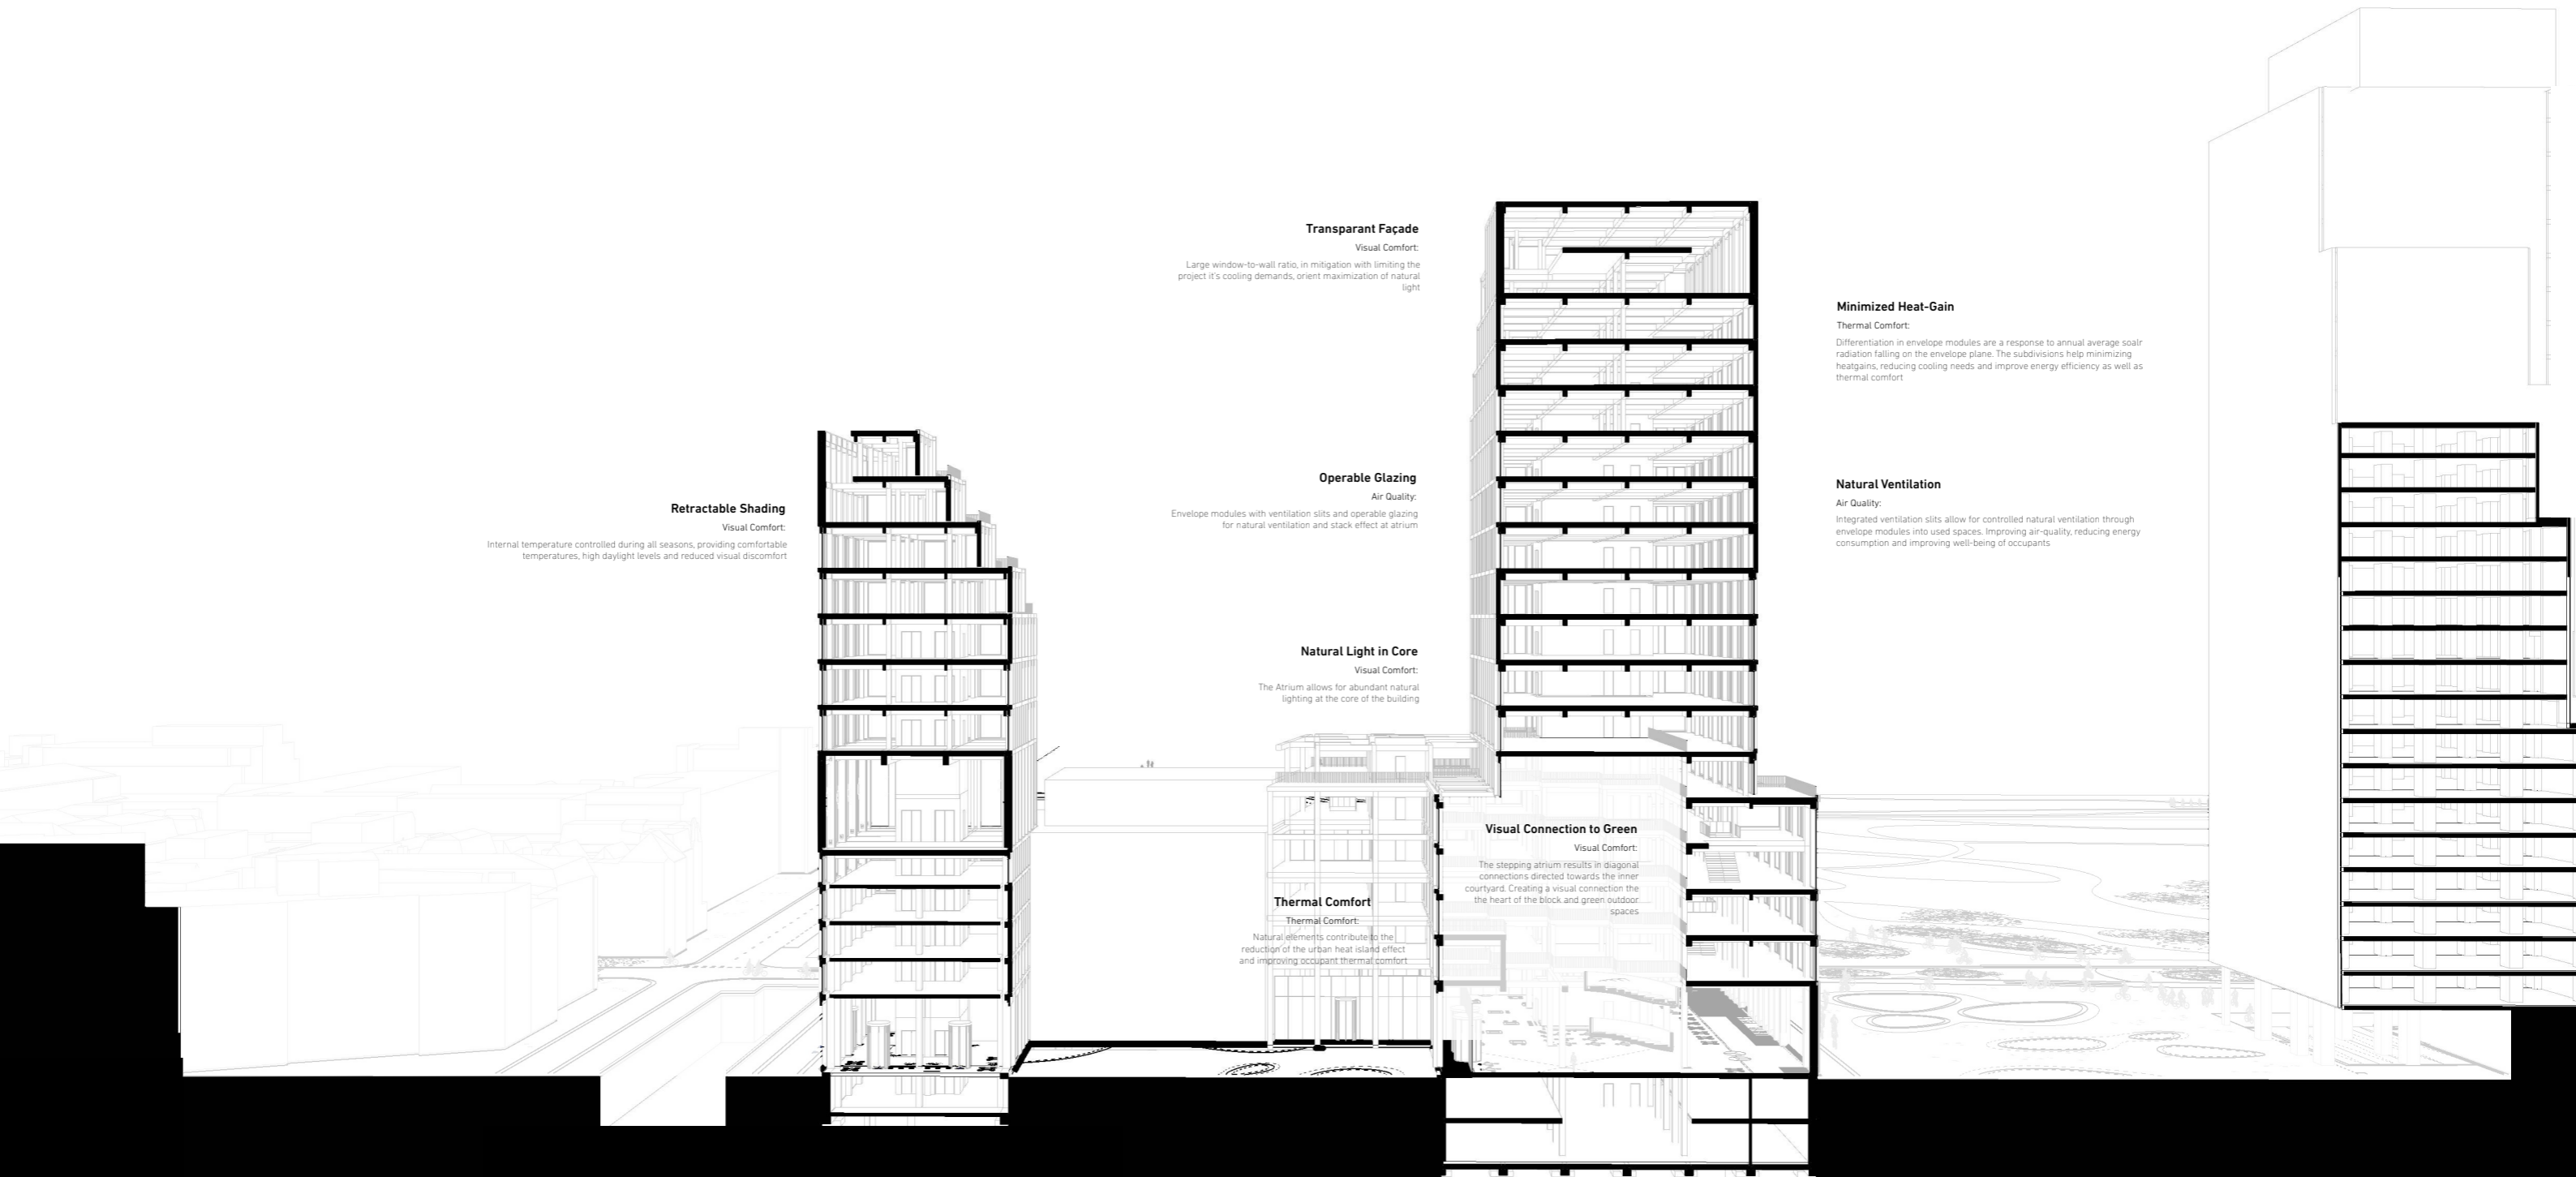 Transparant Façade
Visual Comfort:
Large window-to-wall ratio, in mitigation with limiting the
project it's cooling demands, orient maximization of natural
light
Minimized Heat-Gain
Thermal Comfort:
Differentiation in envelope modules are a response to annual average soalr
radiation falling on the envelope plane. The subdivisions help minimizing
heatgains, reducing cooling needs and improve energy efficiency as well as
thermal comfort
Retractable Shading
Visual Comfort:
Internal temperature controlled during all seasons, providing comfortable
temperatures, high daylight levels and reduced visual discomfort
Operable Glazing
Air Quality:
Envelope modules with ventilation slits and operable glazing
for natural ventilation and stack effect at atrium
Natural Ventilation
Air Quality:
Integrated ventilation slits allow for controlled natural ventilation through
envelope modules into used spaces. Improving air-quality, reducing energy
consumption and improving well-being of occupants
Natural Light in Core
Visual Comfort:
The Atrium allows for abundant natural
lighting at the core of the building
Visual Connection to Green
Visual Comfort:
The stepping atrium results in diagonal
connections directed towards the inner
courtyard. Creating a visual connection the
the heart of the block and green outdoor
spaces
Thermal Comfort
Thermal Comfort:
Natural elements contribute to the
reduction of the urban heat island effect
and improving occupant thermal comfort